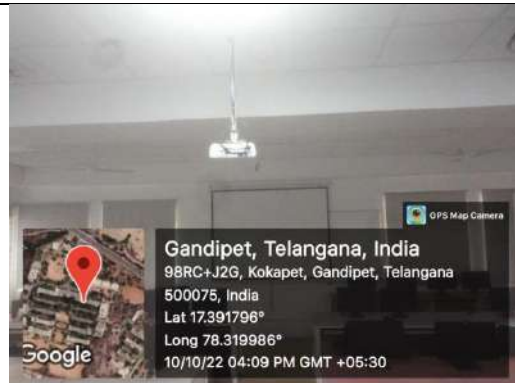 GPS Map Camera
Gandipet, Telangana, India
98RC+J2G, Kokapet, Gandipet, Telangana
500075, India
Lat 17.391796°
Long 78.319986°
10/10/22 04:09 PM GMT +05:30
Google